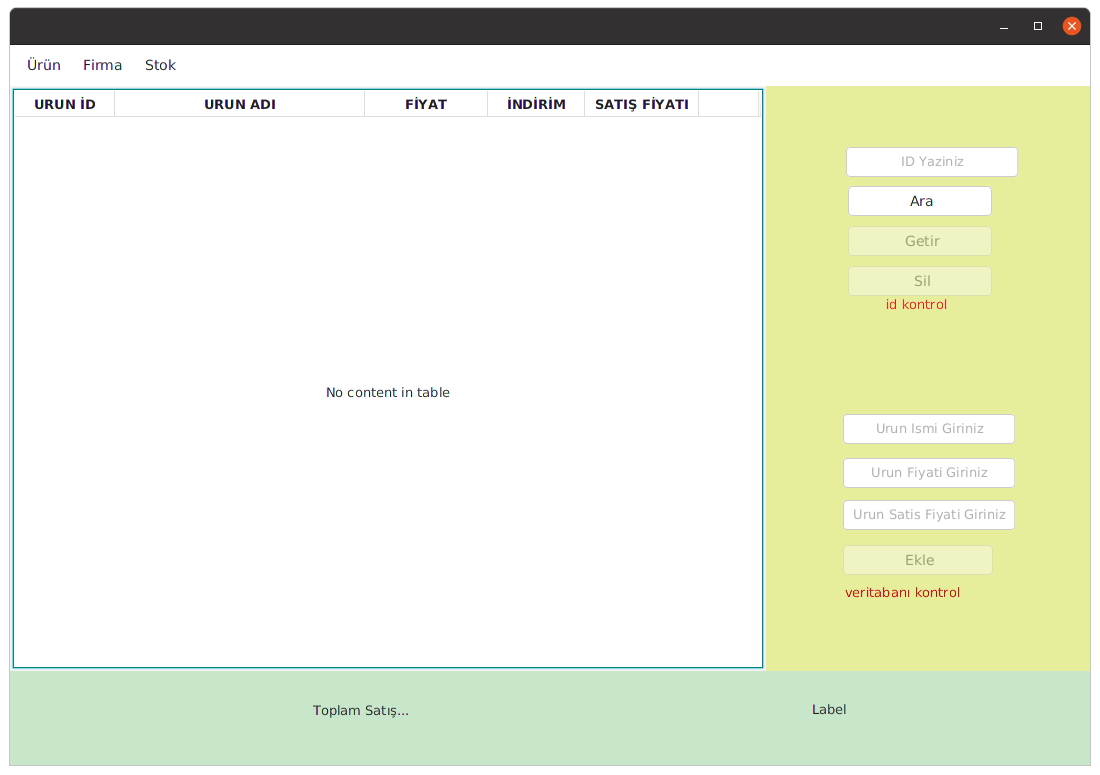 Ürün Firma Stok
URUN İD URUN ADI FİYAT İNDİRİM SATIŞ FİYATI
ID Yaziniz
Ara
Getir
Sil
id kontrol
No content in table
Urun Ismi Giriniz
Urun Fiyati Giriniz
Urun Satis Fiyati Giriniz
Ekle
veritabanı kontrol
Toplam Satış... Label